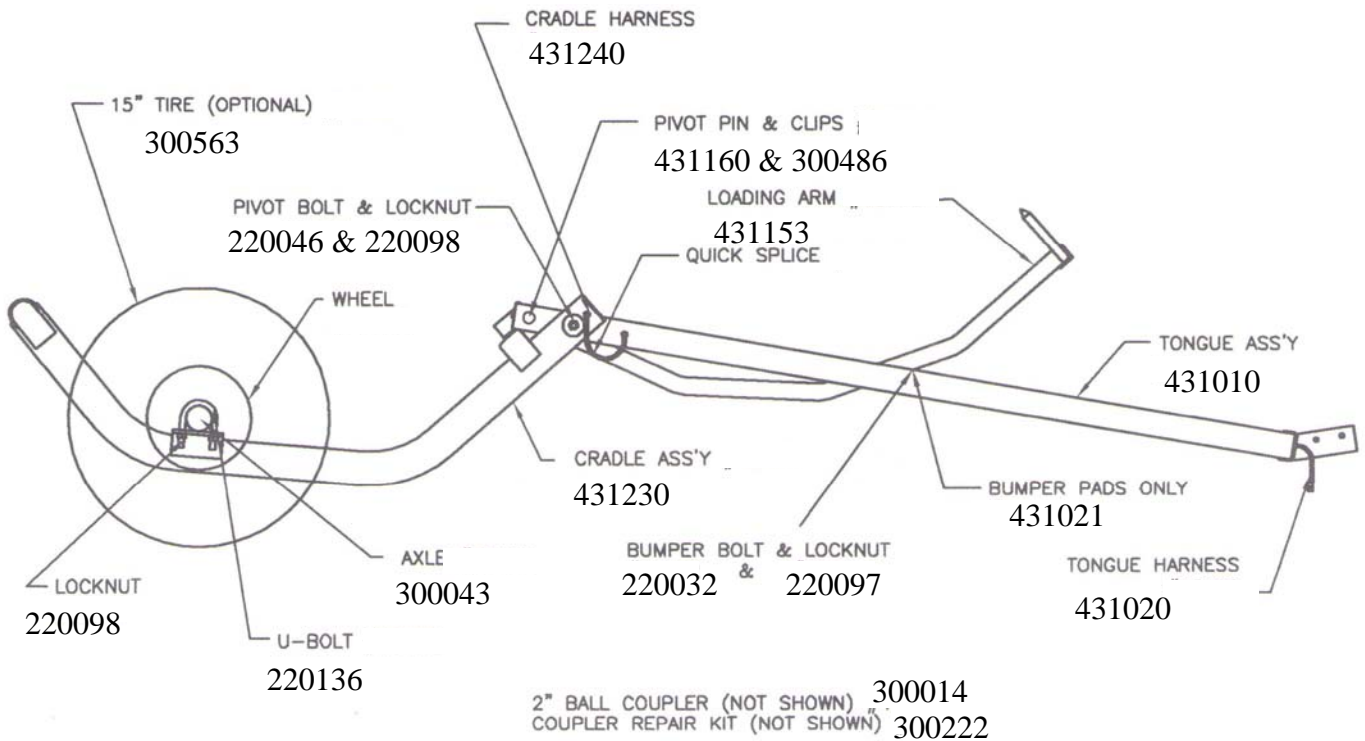 CRADLE HARNESS
431240
15" TIRE (OPTIONAL)
300563
PIVOT PIN & CLIPS
431160 & 300486
PIVOT BOLT & LOCKNUT
220046 & 220098
LOADING ARM
431153
QUICK SPLICE
WHEEL
TONGUE ASS'Y
431010
CRADLE ASS'Y
431230
BUMPER PADS ONLY
431021
BUMPER BOLT & LOCKNUT
220032 & 220097
TONGUE HARNESS
431020
AXLE
300043
LOCKNUT
220098
U-BOLT
220136
2" BALL COUPLER (NOT SHOWN) 300014
COUPLER REPAIR KIT (NOT SHOWN) 300222